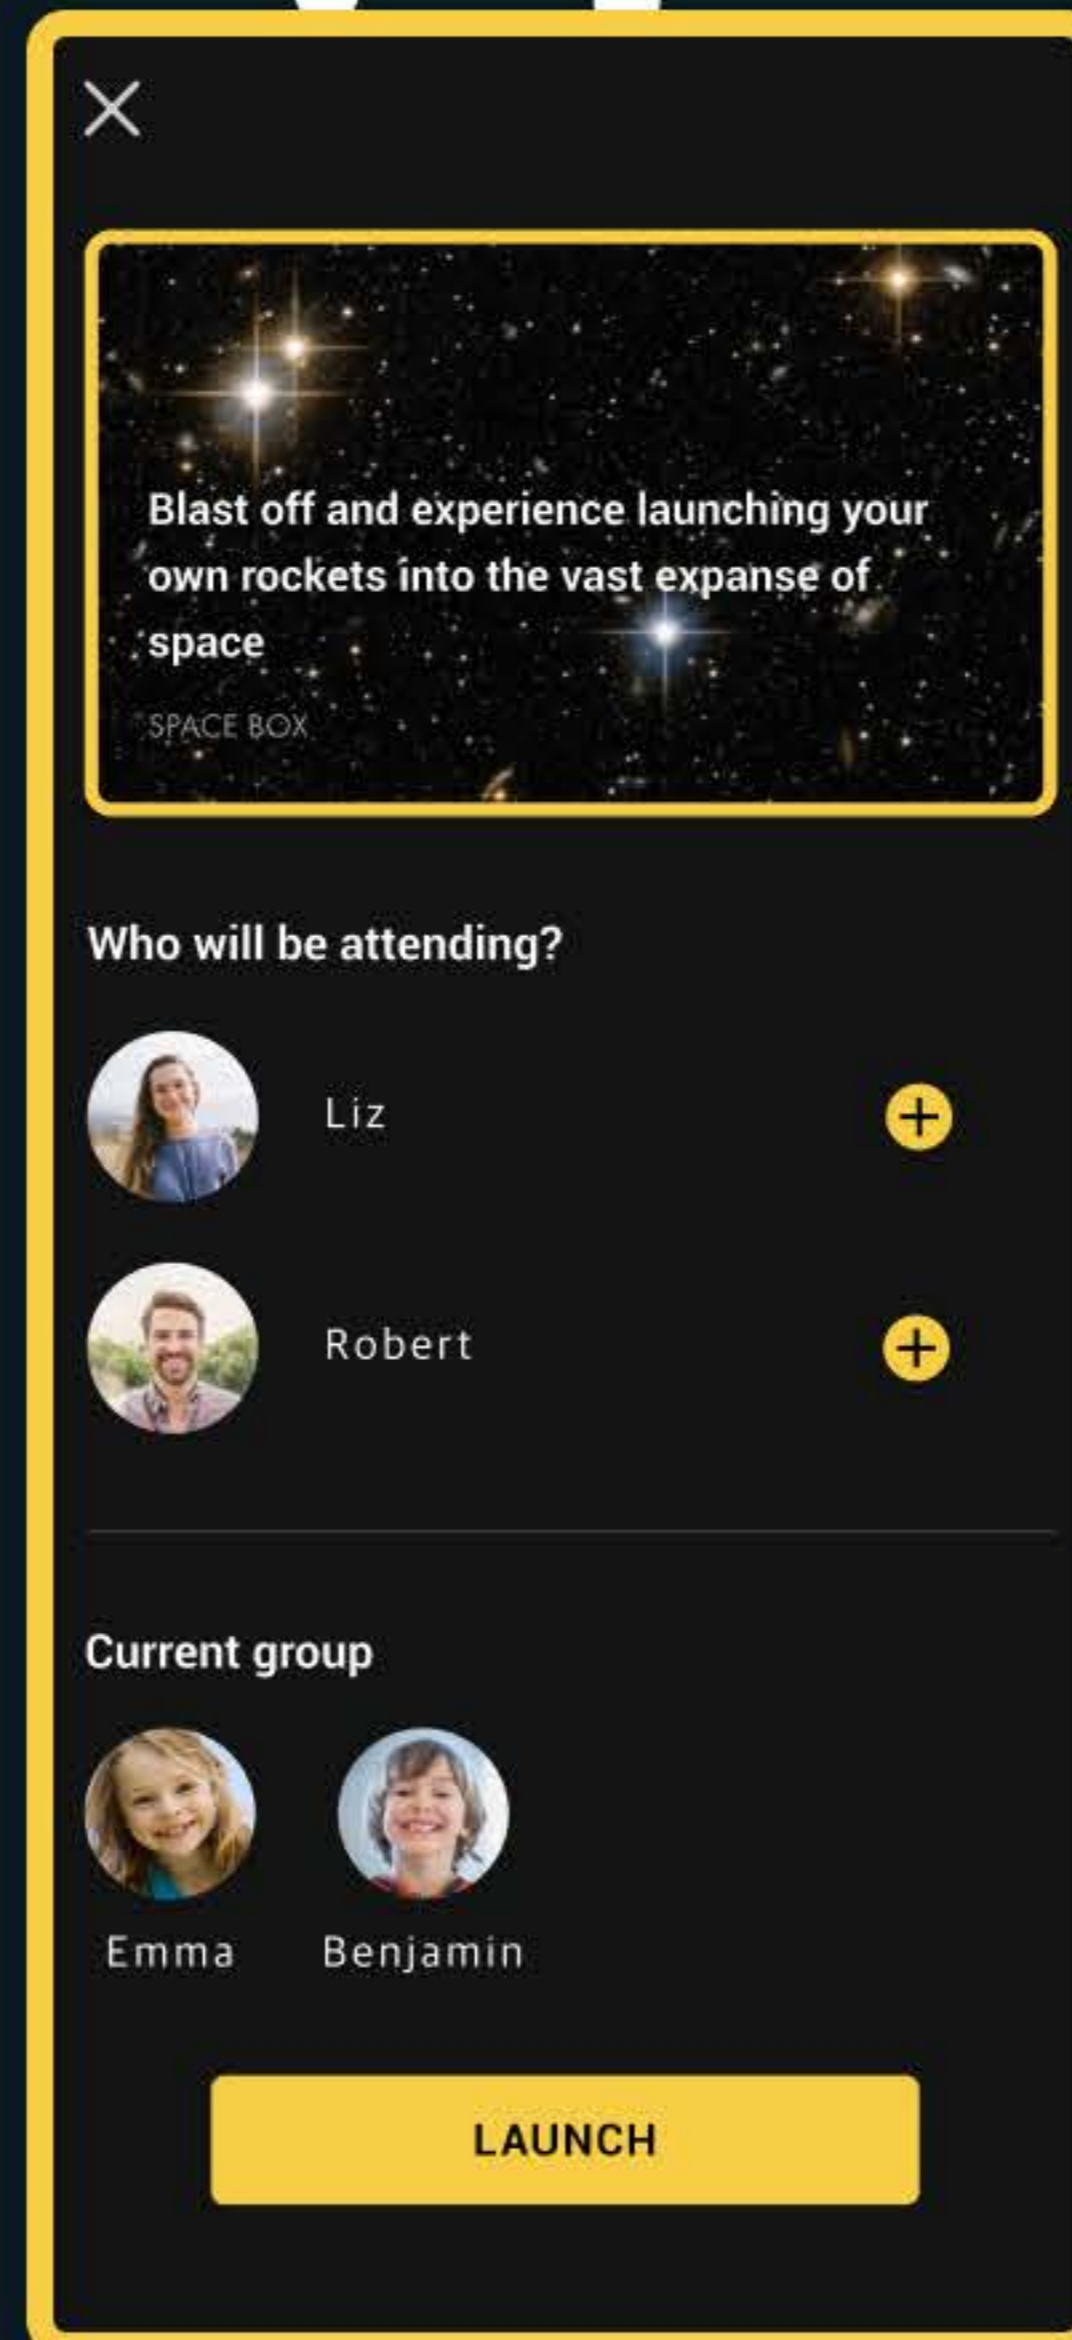 Blast off and experience launching your
own rockets into the vast expanse of
space
SPACE BOX
Who will be attending?
Liz
Robert
Current group
Emma
Benjamin
LAUNCH